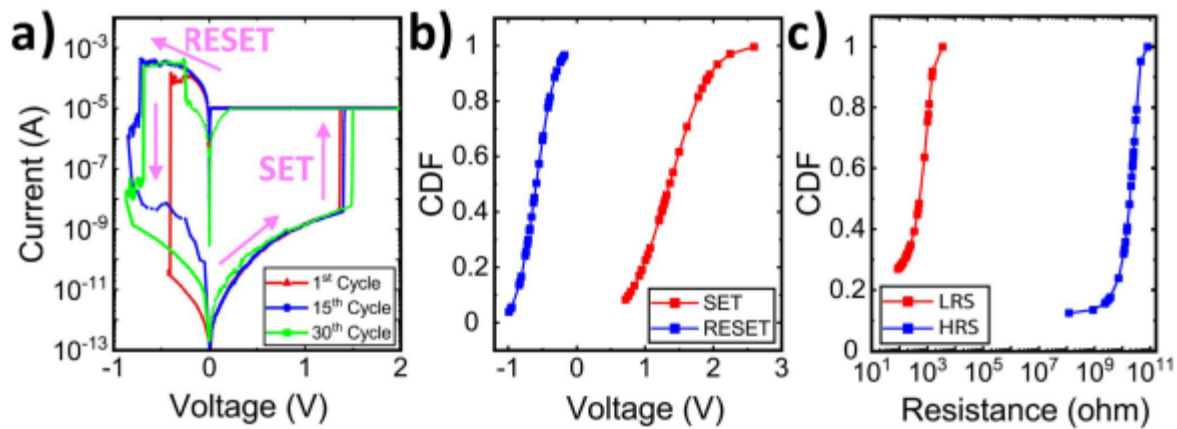 a)
RESET
SET
10⁻³
10⁻⁵
10⁻⁷
10⁻⁹
10⁻¹¹
10⁻¹³
Current (A)
1ˢᵗ Cycle
15ᵗʰ Cycle
30ᵗʰ Cycle
-1 0 1 2
Voltage (V)
b)
1
0.8
0.6
0.4
0.2
0
CDF
SET
RESET
-1 0 1 2 3
Voltage (V)
c)
1
0.8
0.6
0.4
0.2
0
CDF
LRS
HRS
10¹ 10³ 10⁵ 10⁷ 10⁹ 10¹¹
Resistance (ohm)